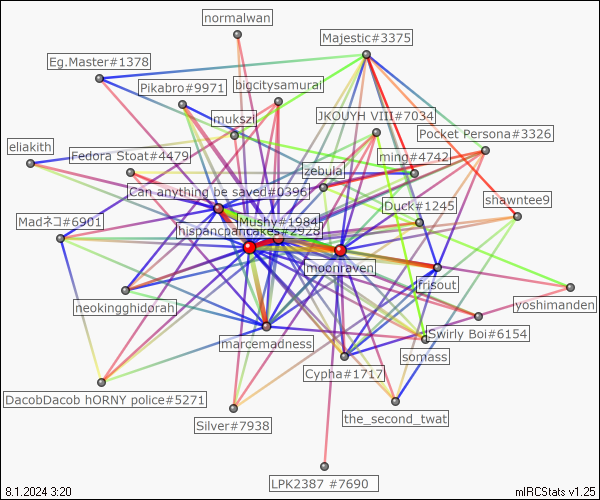 normalwan
Majestic#3375
Eg.Master#1378
Pikabro#9971
bigcitysamurai
mukszi
JKOUYH VIII#7034
Pocket Persona#3326
eliakith
Fedora Stoat#4479
ming#4742
zebula
Can anything be saved#0396
shawntee9
Madネコ#6901
Mushy#1984
Duck#1245
hispancpancakes#2928
moonraven
frisout
neokingghidorah
yoshimanden
Swirly Boi#6154
marcemadness
somass
Cypha#1717
DacobDacob hORNY police#5271
Silver#7938
the_second_twat
LPK2387 #7690
8.1.2024 3:20
mIRCStats v1.25